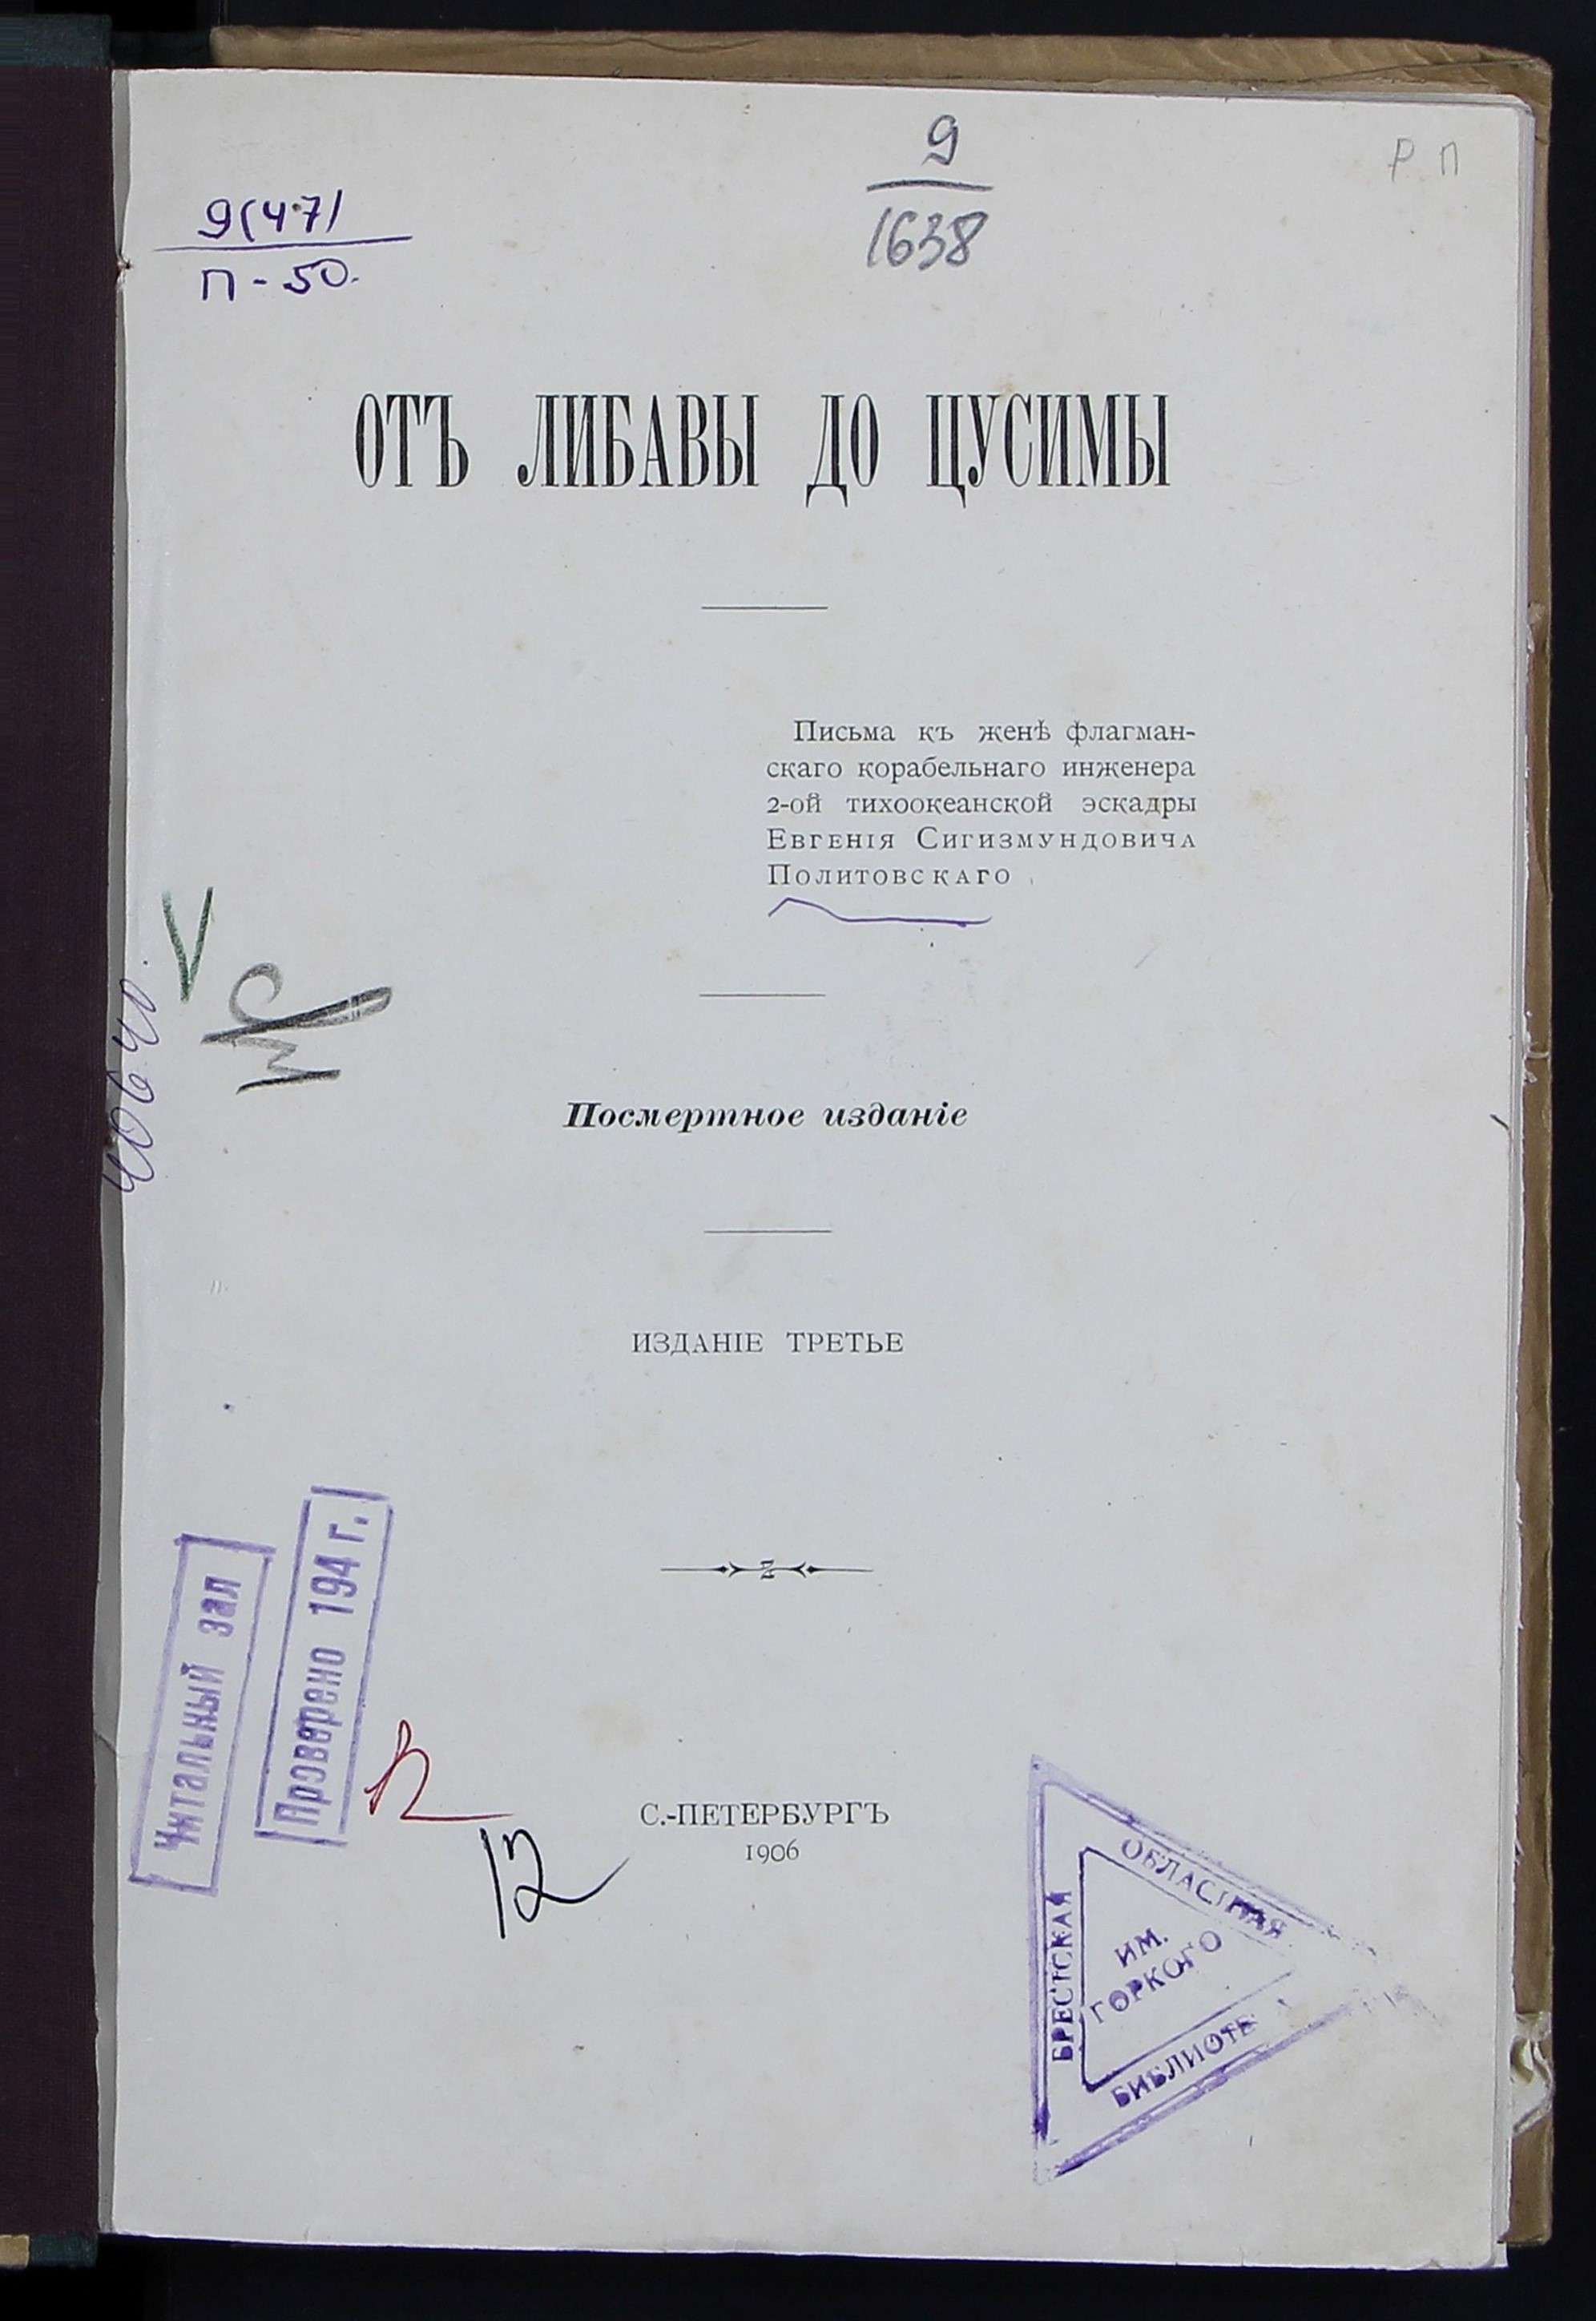 9
1638
Р П
9(47)
П-50.
ОТЪ ЛИБАВЫ ДО ЦУСИМЫ
Письма къ женѣ флагман-
скаго корабельнаго инженера
2-ой тихоокеанской эскадры
Евгенія Сигизмундовича
Политовскаго
Посмертное изданіе
ИЗДАНІЕ ТРЕТЬЕ
Читальный зал
Проверено 194 г.
С.-ПЕТЕРБУРГЪ
1906
12
БРЕСТСКАЯ
ОБЛАСТНАЯ
ИМ.
ГОРКОГО
БИБЛИОТЕ